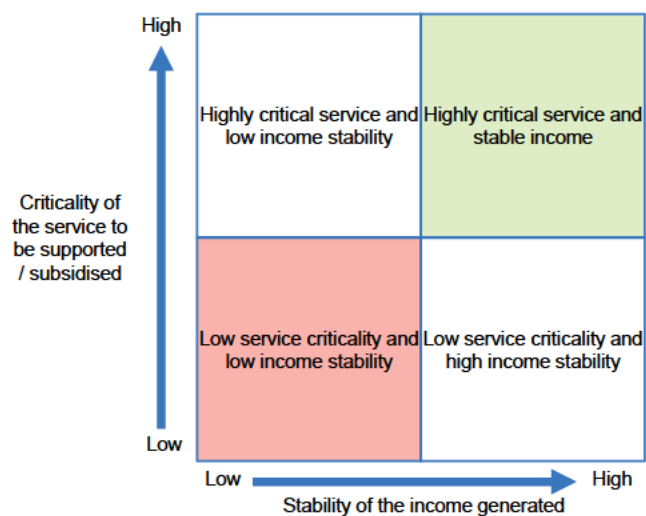 High
Highly critical service and
low income stability
Highly critical service and
stable income
Criticality of
the service to
be supported
/ subsidised
Low service criticality and
low income stability
Low service criticality and
high income stability
Low
Low
High
Stability of the income generated